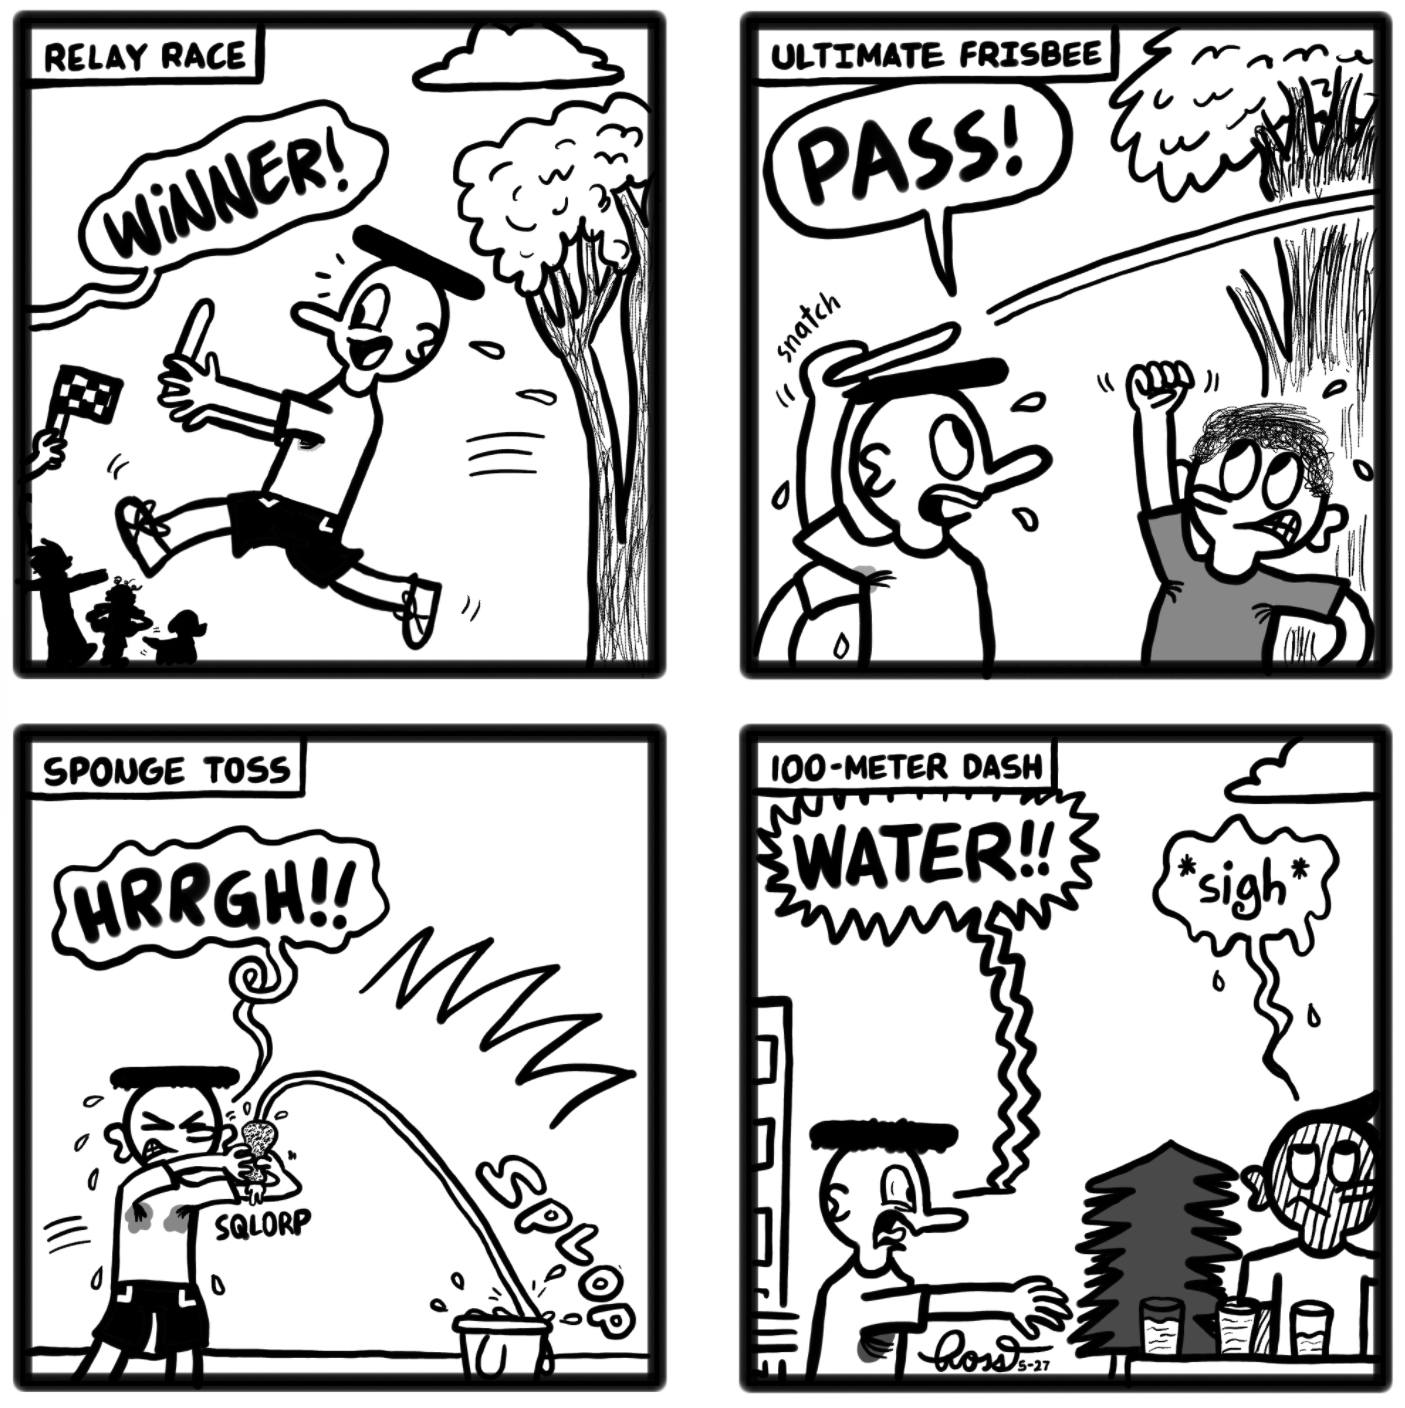 RELAY RACE
WINNER!
ULTIMATE FRISBEE
PASS!
snatch
SPONGE TOSS
HRRGH!!
SQLORP
SPLOP
100-METER DASH
WATER!!
*sigh*
Ross 5-27